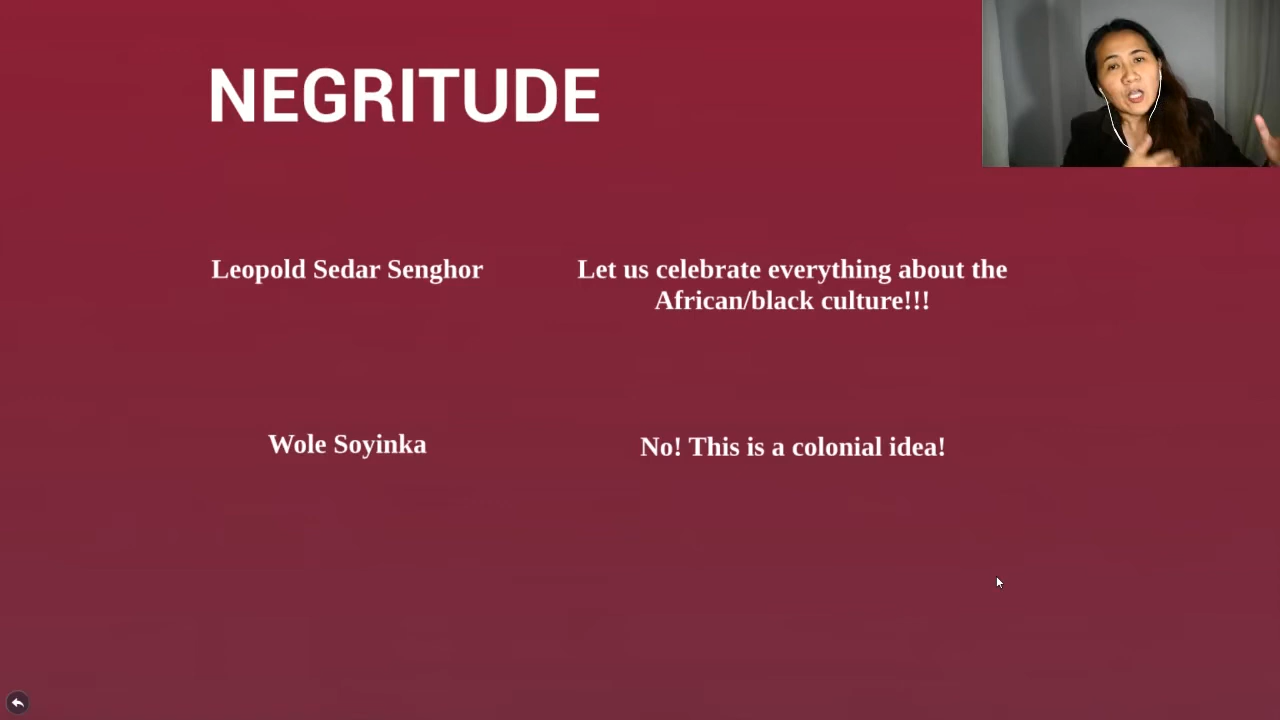 NEGRITUDE
Leopold Sedar Senghor
Let us celebrate everything about the
African/black culture!!!
Wole Soyinka
No! This is a colonial idea!